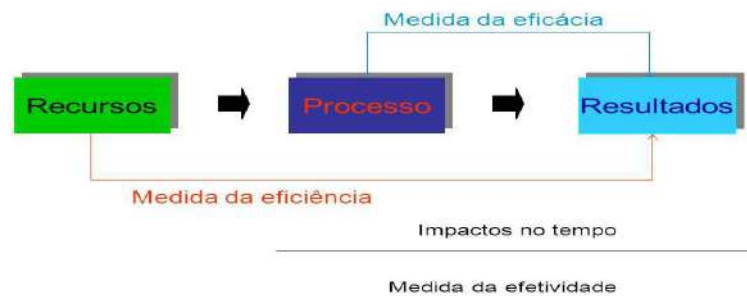 Medida da eficácia
Recursos
Processo
Resultados
Medida da eficiência
Impactos no tempo
Medida da efetividade